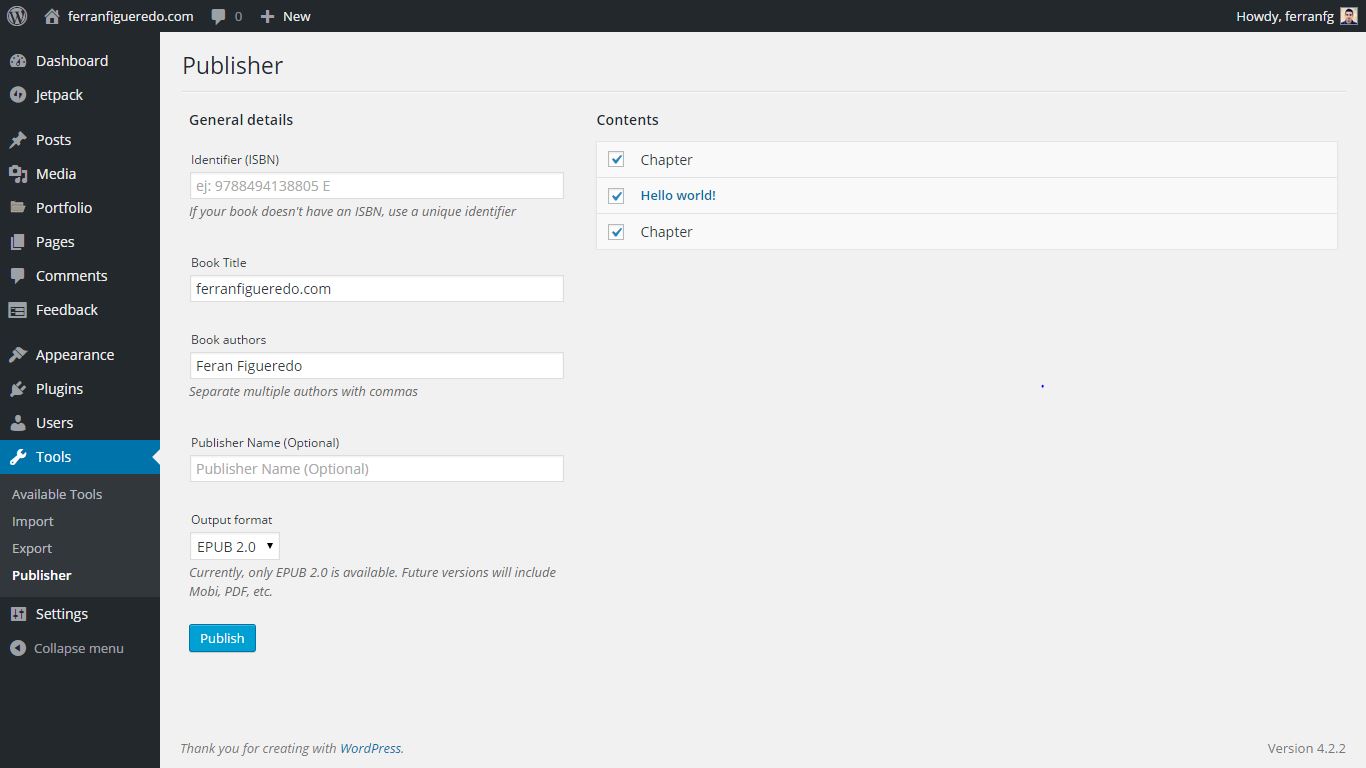 ferranfigueredo.com 0 New Howdy, ferranfg
Dashboard
Jetpack
Posts
Media
Portfolio
Pages
Comments
Feedback
Appearance
Plugins
Users
Tools
Available Tools
Import
Export
Publisher
Settings
Collapse menu
Publisher
General details
Identifier (ISBN)
ej: 9788494138805 E
If your book doesn't have an ISBN, use a unique identifier
Book Title
ferranfigueredo.com
Book authors
Feran Figueredo
Separate multiple authors with commas
Publisher Name (Optional)
Publisher Name (Optional)
Output format
EPUB 2.0
Currently, only EPUB 2.0 is available. Future versions will include
Mobi, PDF, etc.
Publish
Contents
Chapter
Hello world!
Chapter
Thank you for creating with WordPress.
Version 4.2.2